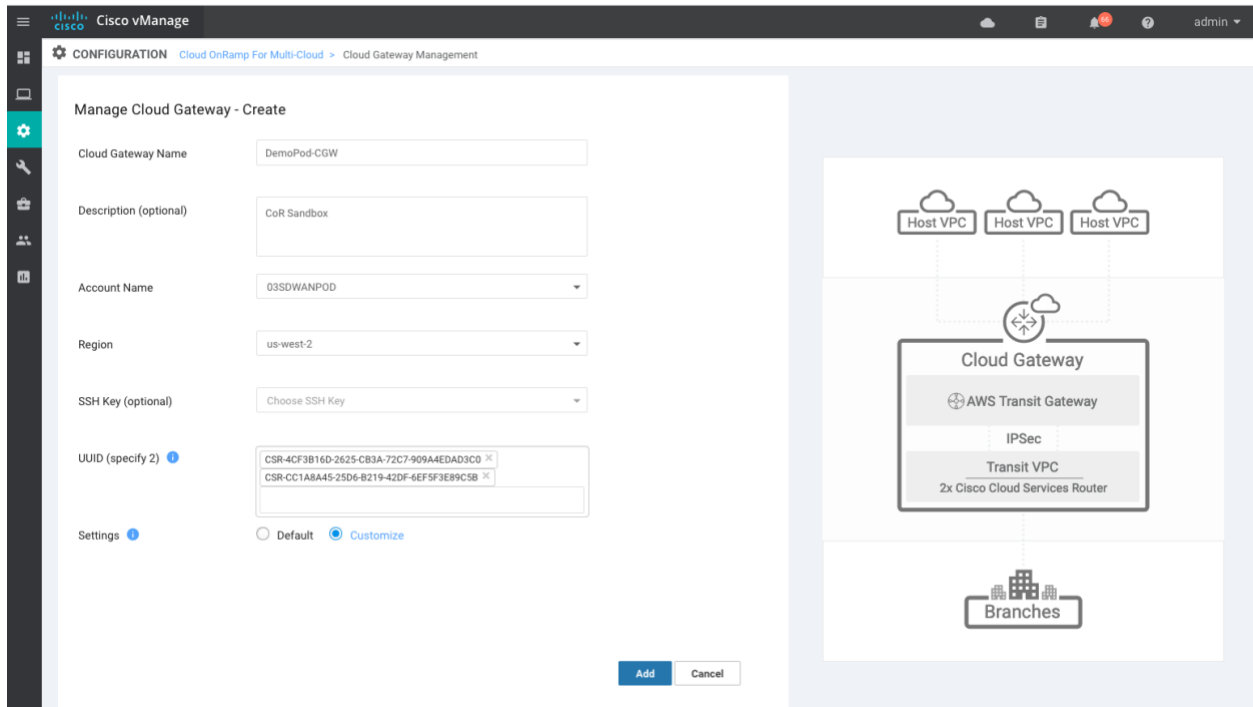 cisco Cisco vManage
66
admin
CONFIGURATION Cloud OnRamp For Multi-Cloud > Cloud Gateway Management
Manage Cloud Gateway - Create
Cloud Gateway Name DemoPod-CGW
Description (optional) CoR Sandbox
Account Name 03SDWANPOD
Region us-west-2
SSH Key (optional) Choose SSH Key
UUID (specify 2) CSR-4CF3B16D-2625-CB3A-72C7-909A4EDAD3C0
CSR-CC1A8A45-25D6-B219-42DF-6EF5F3E89C5B
Settings Default Customize
Add Cancel
Host VPC Host VPC Host VPC
Cloud Gateway
AWS Transit Gateway
IPSec
Transit VPC
2x Cisco Cloud Services Router
Branches